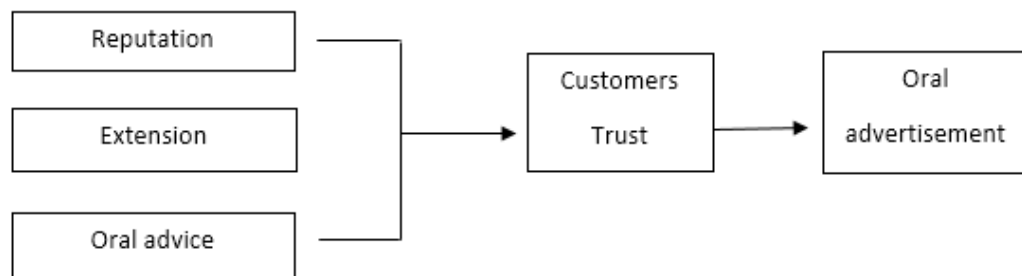 Reputation
Extension
Oral advice
Customers
Trust
Oral
advertisement